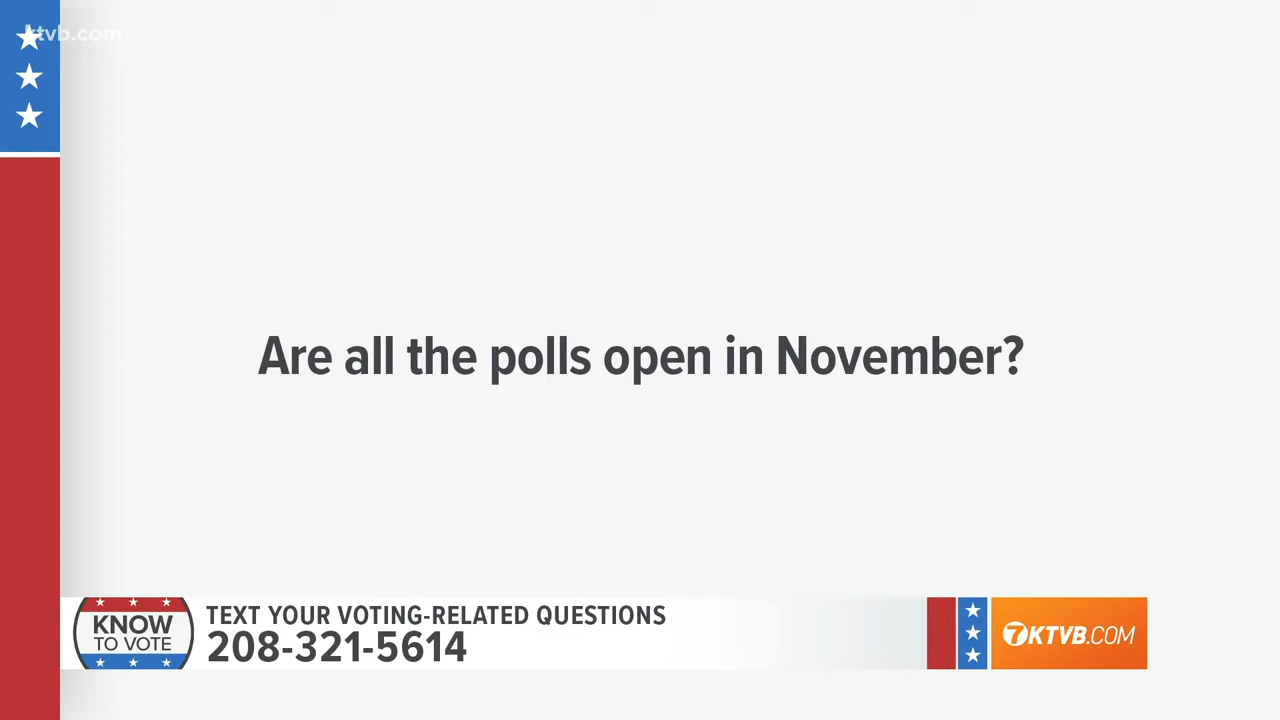 ktvb.com
Are all the polls open in November?
KNOW
TO VOTE
TEXT YOUR VOTING-RELATED QUESTIONS
208-321-5614
7KTVB.COM